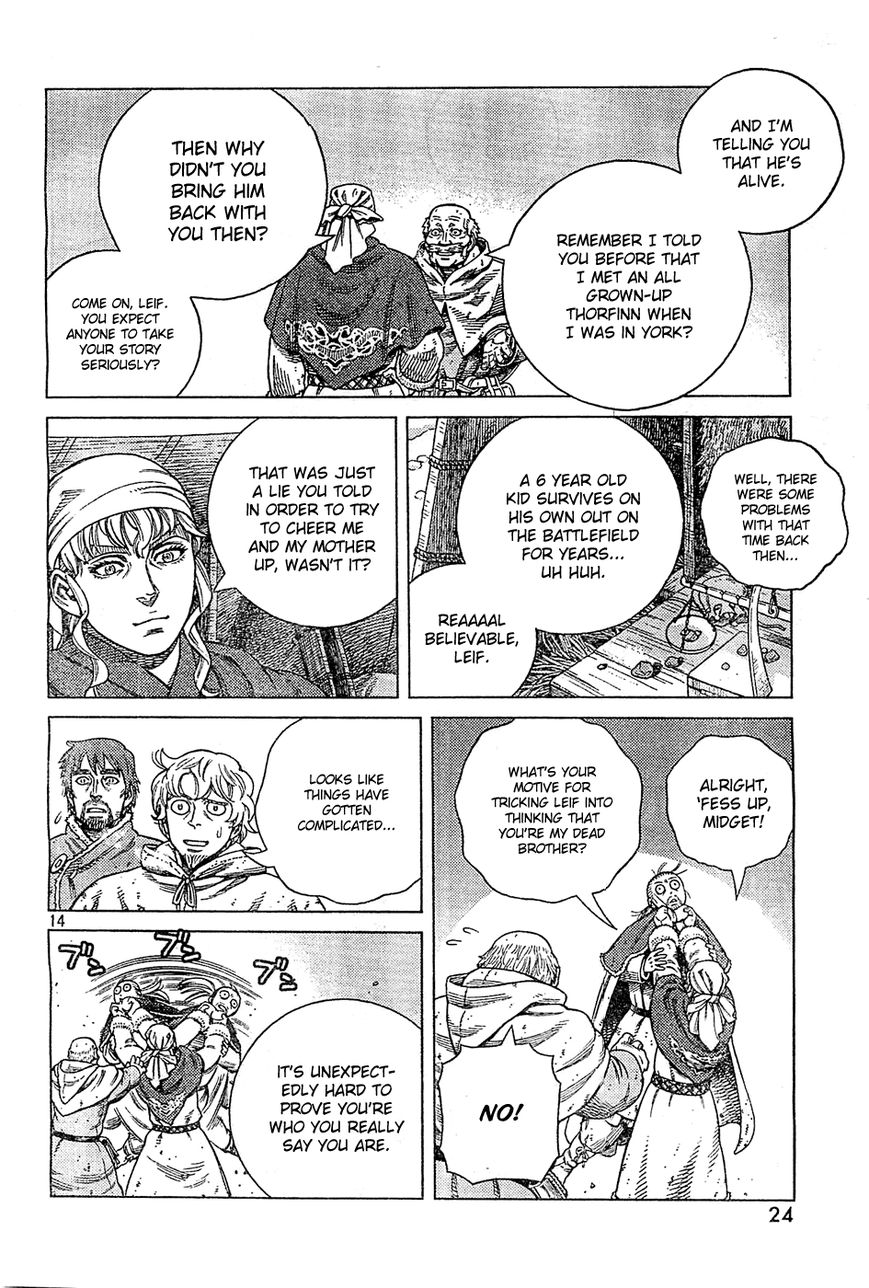 AND I'M
TELLING YOU
THAT HE'S
ALIVE.
REMEMBER I TOLD
YOU BEFORE THAT
I MET AN ALL
GROWN-UP
THORFINN WHEN
I WAS IN YORK?
THEN WHY
DIDN'T YOU
BRING HIM
BACK WITH
YOU THEN?
COME ON, LEIF.
YOU EXPECT
ANYONE TO TAKE
YOUR STORY
SERIOUSLY?
WELL, THERE
WERE SOME
PROBLEMS
WITH THAT
TIME BACK
THEN...
A 6 YEAR OLD
KID SURVIVES ON
HIS OWN OUT ON
THE BATTLEFIELD
FOR YEARS...
UH HUH.
REAAAAL
BELIEVABLE,
LEIF.
THAT WAS JUST
A LIE YOU TOLD
IN ORDER TO TRY
TO CHEER ME
AND MY MOTHER
UP, WASN'T IT?
ALRIGHT,
'FESS UP,
MIDGET!
WHAT'S YOUR
MOTIVE FOR
TRICKING LEIF INTO
THINKING THAT
YOU'RE MY DEAD
BROTHER?
NO!
LOOKS LIKE
THINGS HAVE
GOTTEN
COMPLICATED...
14
ブン
ブン
ブン
IT'S UNEXPECT-
EDLY HARD TO
PROVE YOU'RE
WHO YOU REALLY
SAY YOU ARE.
24